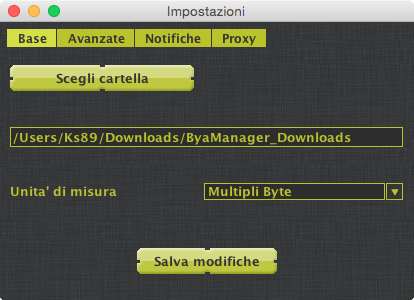 Impostazioni
Base Avanzate Notifiche Proxy
Scegli cartella
/Users/Ks89/Downloads/ByaManager_Downloads
Unita' di misura Multipli Byte
Salva modifiche